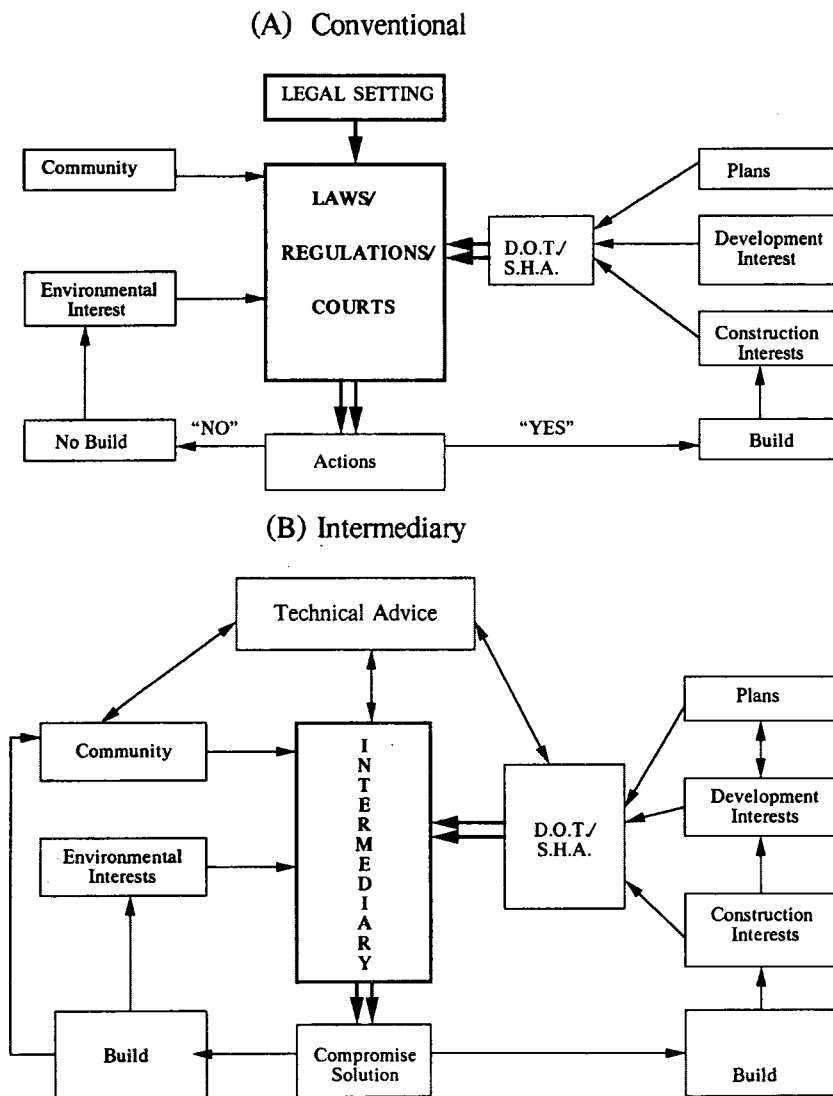 (A) Conventional
LEGAL SETTING
Community
LAWS/
REGULATIONS/
COURTS
D.O.T./
S.H.A.
Plans
Development
Interest
Environmental
Interest
Construction
Interests
No Build
"NO"
Actions
"YES"
Build
(B) Intermediary
Technical Advice
Community
INTERMEDIARY
Plans
Development
Interests
D.O.T./
S.H.A.
Environmental
Interests
Construction
Interests
Build
Compromise
Solution
Build